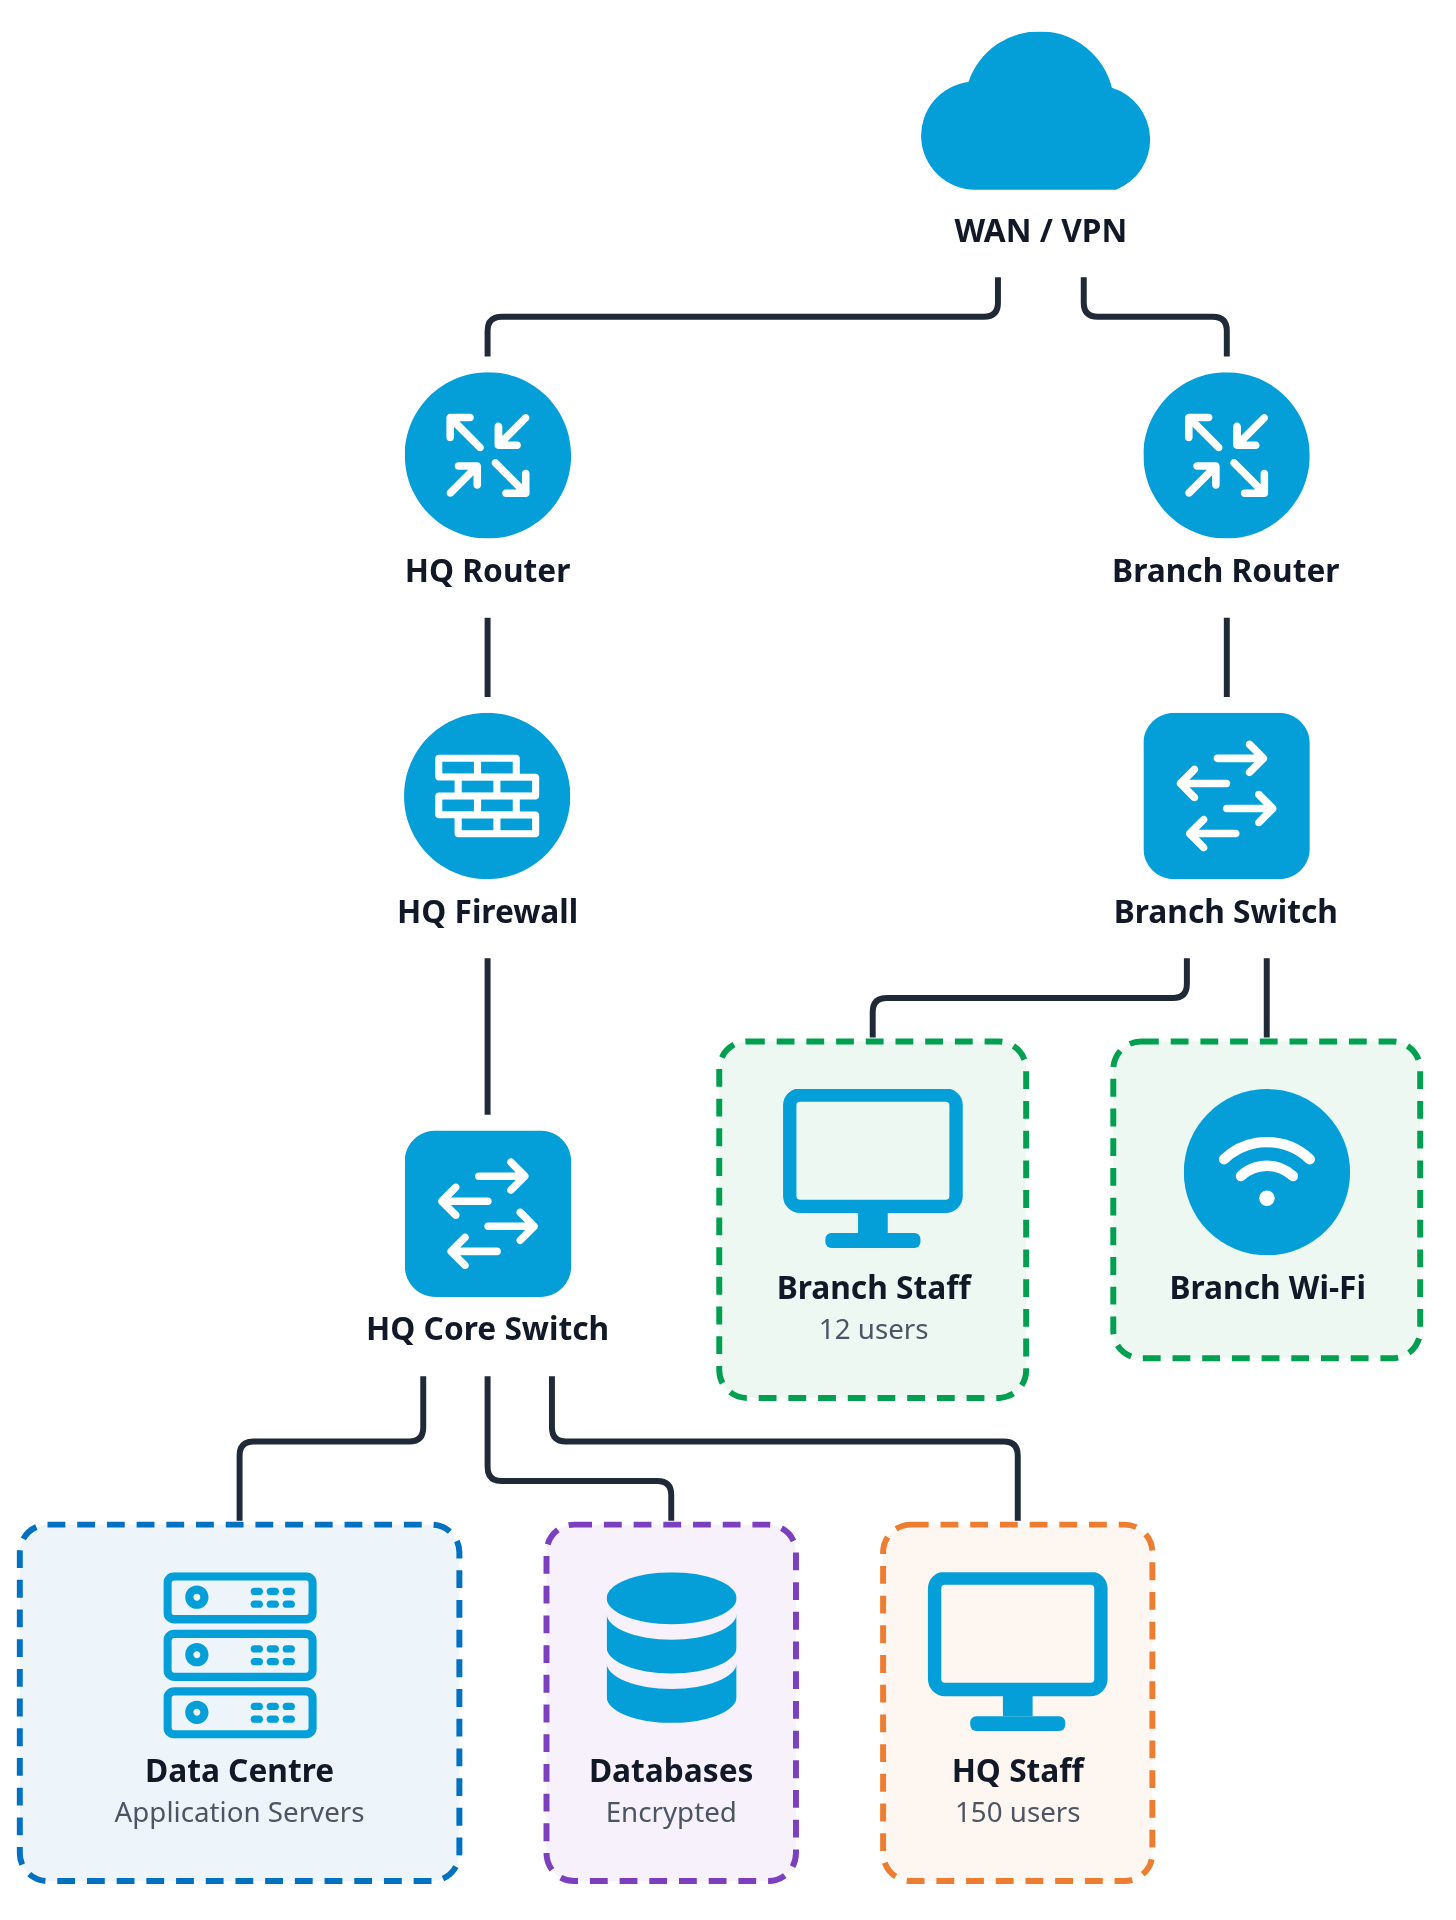 WAN / VPN
HQ Router
Branch Router
HQ Firewall
Branch Switch
HQ Core Switch
Branch Staff
12 users
Branch Wi-Fi
Data Centre
Application Servers
Databases
Encrypted
HQ Staff
150 users